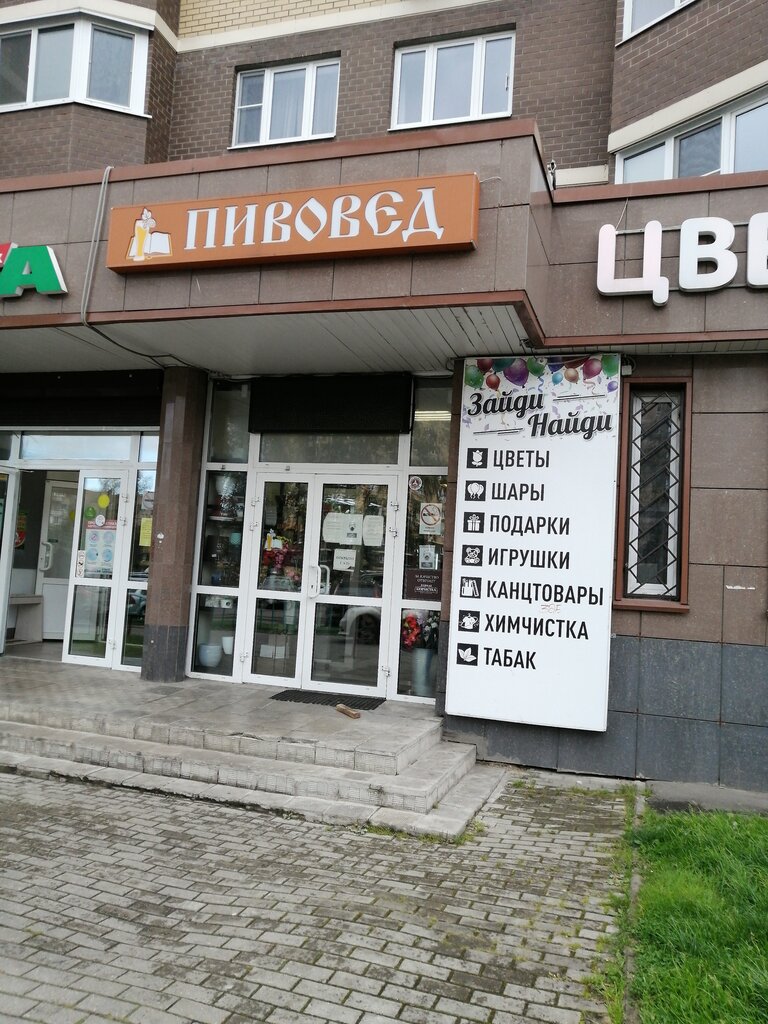 А
ПИВОВЕД
ЦВЕ
Зайди
Найди
ЦВЕТЫ
ШАРЫ
ПОДАРКИ
ИГРУШКИ
КАНЦТОВАРЫ
ХИМЧИСТКА
ТАБАК